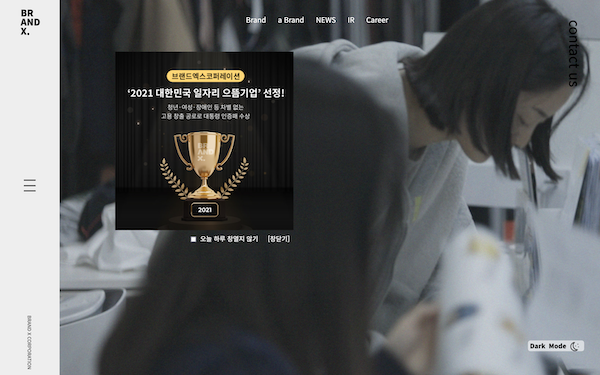 BR
AND
X.
Brand
a Brand
NEWS
IR
Career
contact us
브랜드엑스코퍼레이션
‘2021 대한민국 일자리 으뜸기업’ 선정!
청년·여성·장애인 등 차별 없는
고용 창출 공로로 대통령 인증패 수상
BR
AND
X.
2021
오늘 하루 창열지 않기
[창닫기]
Dark Mode
BRAND X CORPORATION